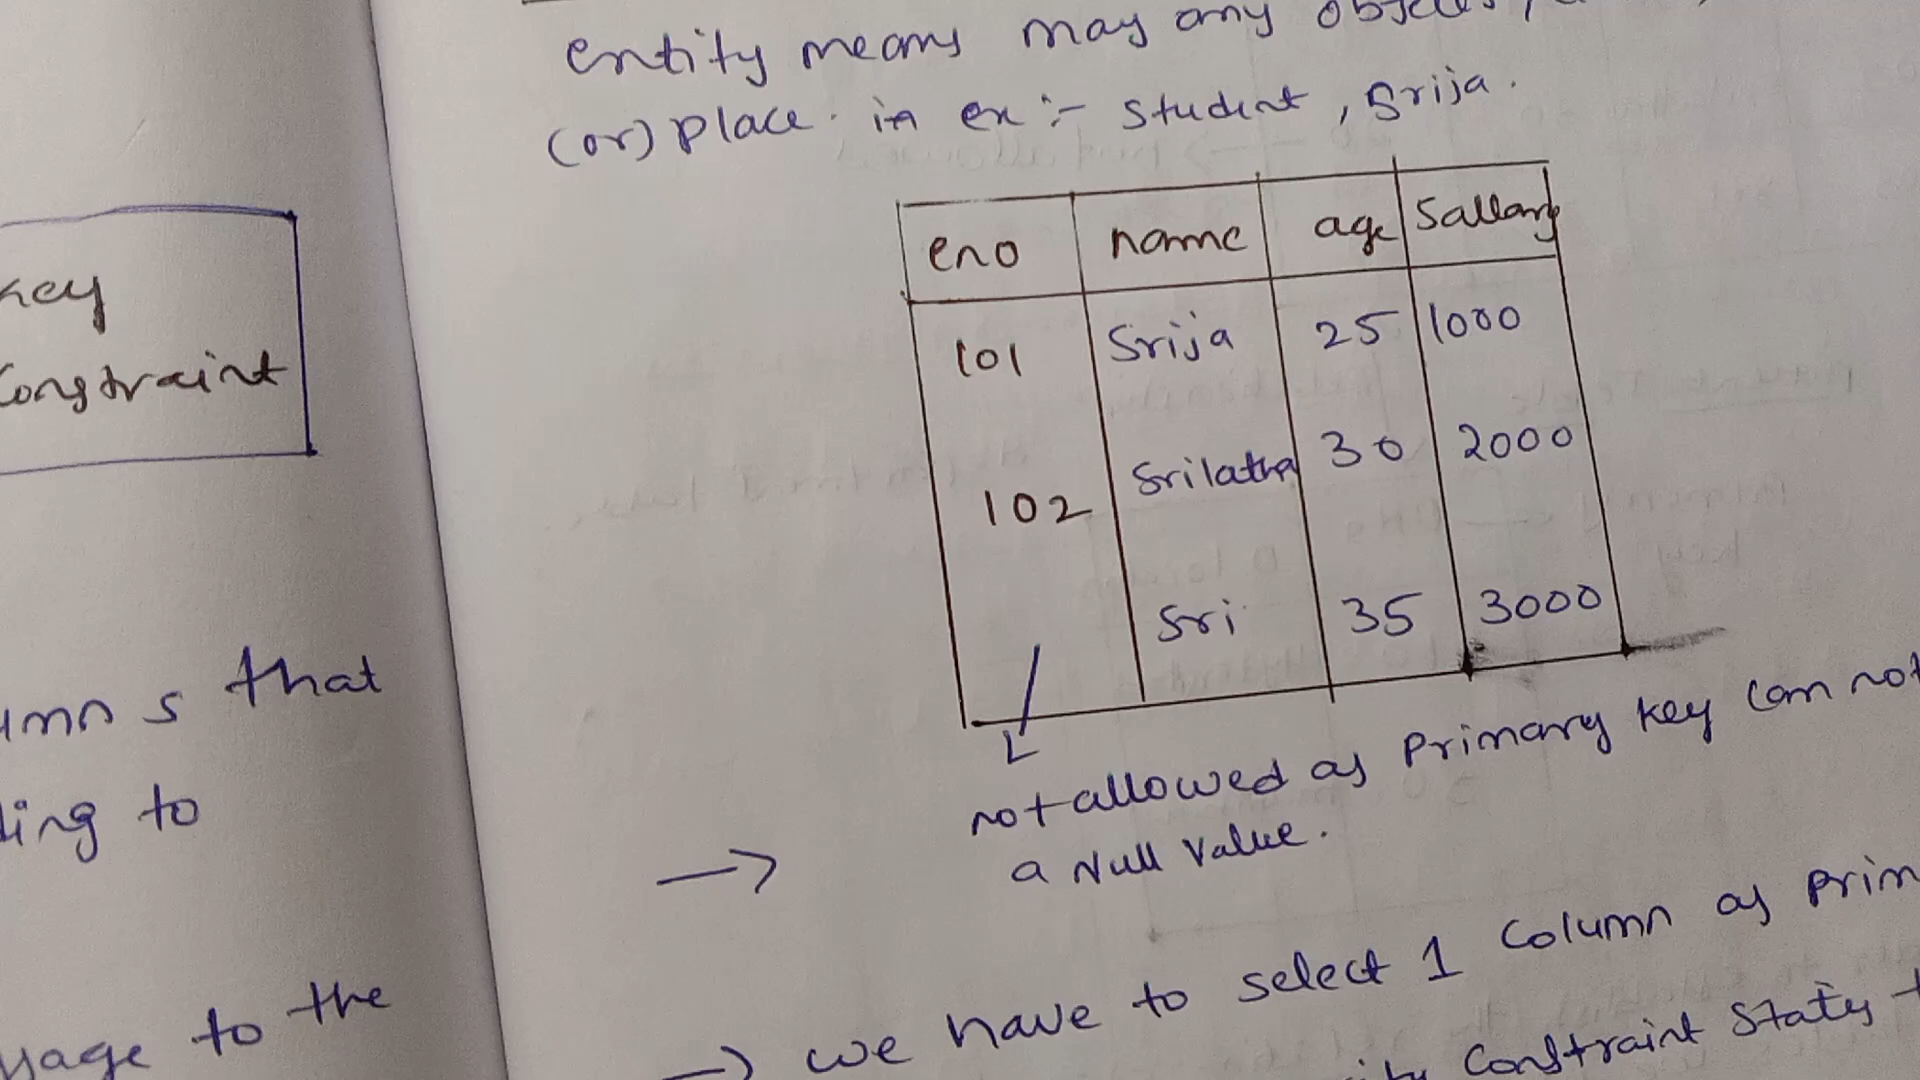 key
Constraint
s that
to
to the
entity means may any
(or) place. in ex :- student, Srija.
eno name age Sallary
101 Srija 25 1000
102 Srilatha 30 2000
Sri 35 3000
not allowed as Primary key can not
→ a Null Value.
→ we have to select 1 Column as prim
Constraint States